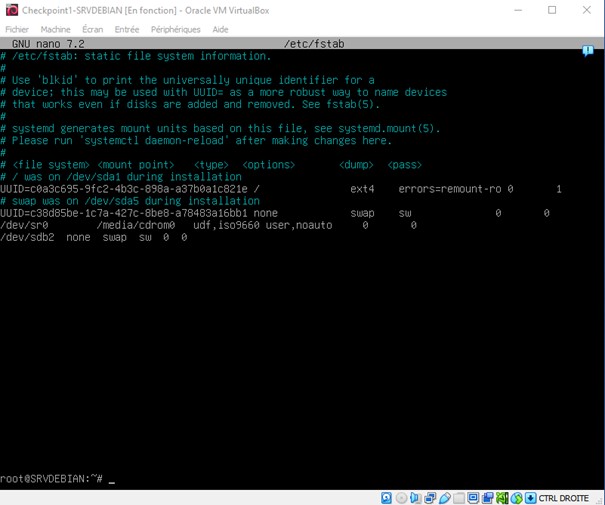 Checkpoint1-SRVDEBIAN [En fonction] - Oracle VM VirtualBox
Fichier Machine Écran Entrée Périphériques Aide
GNU nano 7.2 /etc/fstab
# /etc/fstab: static file system information.
#
# Use 'blkid' to print the universally unique identifier for a
# device; this may be used with UUID= as a more robust way to name devices
# that works even if disks are added and removed. See fstab(5).
#
# systemd generates mount units based on this file, see systemd.mount(5).
# Please run 'systemctl daemon-reload' after making changes here.
#
# <file system> <mount point> <type> <options> <dump> <pass>
# / was on /dev/sda1 during installation
UUID=c0a3c695-9fc2-4b3c-898a-a37b0a1c821e / ext4 errors=remount-ro 0 1
# swap was on /dev/sda5 during installation
UUID=c38d85be-1c7a-427c-8be8-a78483a16bb1 none swap sw 0 0
/dev/sr0 /media/cdrom0 udf,iso9660 user,noauto 0 0
/dev/sdb2 none swap sw 0 0
root@SRVDEBIAN:~# _
CTRL DROITE